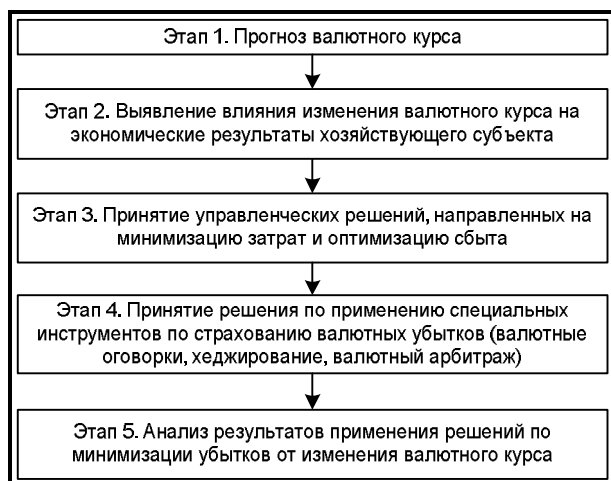 Этап 1. Прогноз валютного курса
Этап 2. Выявление влияния изменения валютного курса на
экономические результаты хозяйствующего субъекта
Этап 3. Принятие управленческих решений, направленных на
минимизацию затрат и оптимизацию сбыта
Этап 4. Принятие решения по применению специальных
инструментов по страхованию валютных убытков (валютные
оговорки, хеджирование, валютный арбитраж)
Этап 5. Анализ результатов применения решений по
минимизации убытков от изменения валютного курса